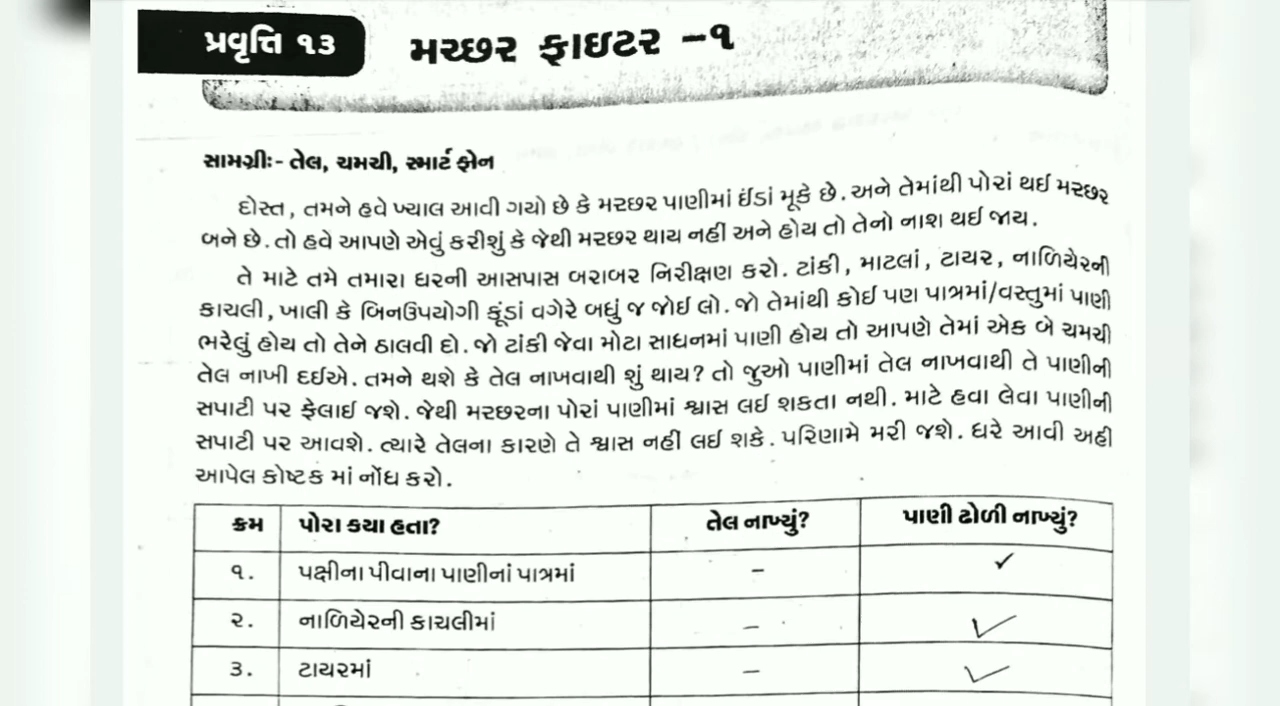 પ્રવૃત્તિ ૧૩
મચ્છર ફાઇટર -૧
સામગ્રીઃ- તેલ, ચમચી, સ્માર્ટ ફોન
દોસ્ત, તમને હવે ખ્યાલ આવી ગયો છે કે મચ્છર પાણીમાં ઈંડાં મૂકે છે. અને તેમાંથી પોરાં થઈ મચ્છર
બને છે. તો હવે આપણે એવું કરીશું કે જેથી મચ્છર થાય નહીં અને હોય તો તેનો નાશ થઈ જાય.
તે માટે તમે તમારા ઘરની આસપાસ બરાબર નિરીક્ષણ કરો. ટાંકી, માટલાં, ટાયર, નાળિયેરની
કાચલી, ખાલી કે બિનઉપયોગી કૂંડાં વગેરે બધું જ જોઈ લો. જો તેમાંથી કોઈ પણ પાત્રમાં/વસ્તુમાં પાણી
ભરેલું હોય તો તેને ઠાલવી દો. જો ટાંકી જેવા મોટા સાધનમાં પાણી હોય તો આપણે તેમાં એક બે ચમચી
તેલ નાખી દઈએ. તમને થશે કે તેલ નાખવાથી શું થાય? તો જુઓ પાણીમાં તેલ નાખવાથી તે પાણીની
સપાટી પર ફેલાઈ જશે. જેથી મચ્છરના પોરાં પાણીમાં શ્વાસ લઈ શકતા નથી. માટે હવા લેવા પાણીની
સપાટી પર આવશે. ત્યારે તેલના કારણે તે શ્વાસ નહીં લઈ શકે. પરિણામે મરી જશે. ઘરે આવી અહીં
આપેલ કોષ્ટક માં નોંધ કરો.
ક્રમ પોરા કયા હતા? તેલ નાખ્યું? પાણી ઢોળી નાખ્યું?
૧. પક્ષીના પીવાના પાણીનાં પાત્રમાં – ✓
૨. નાળિયેરની કાચલીમાં – ✓
૩. ટાયરમાં – ✓